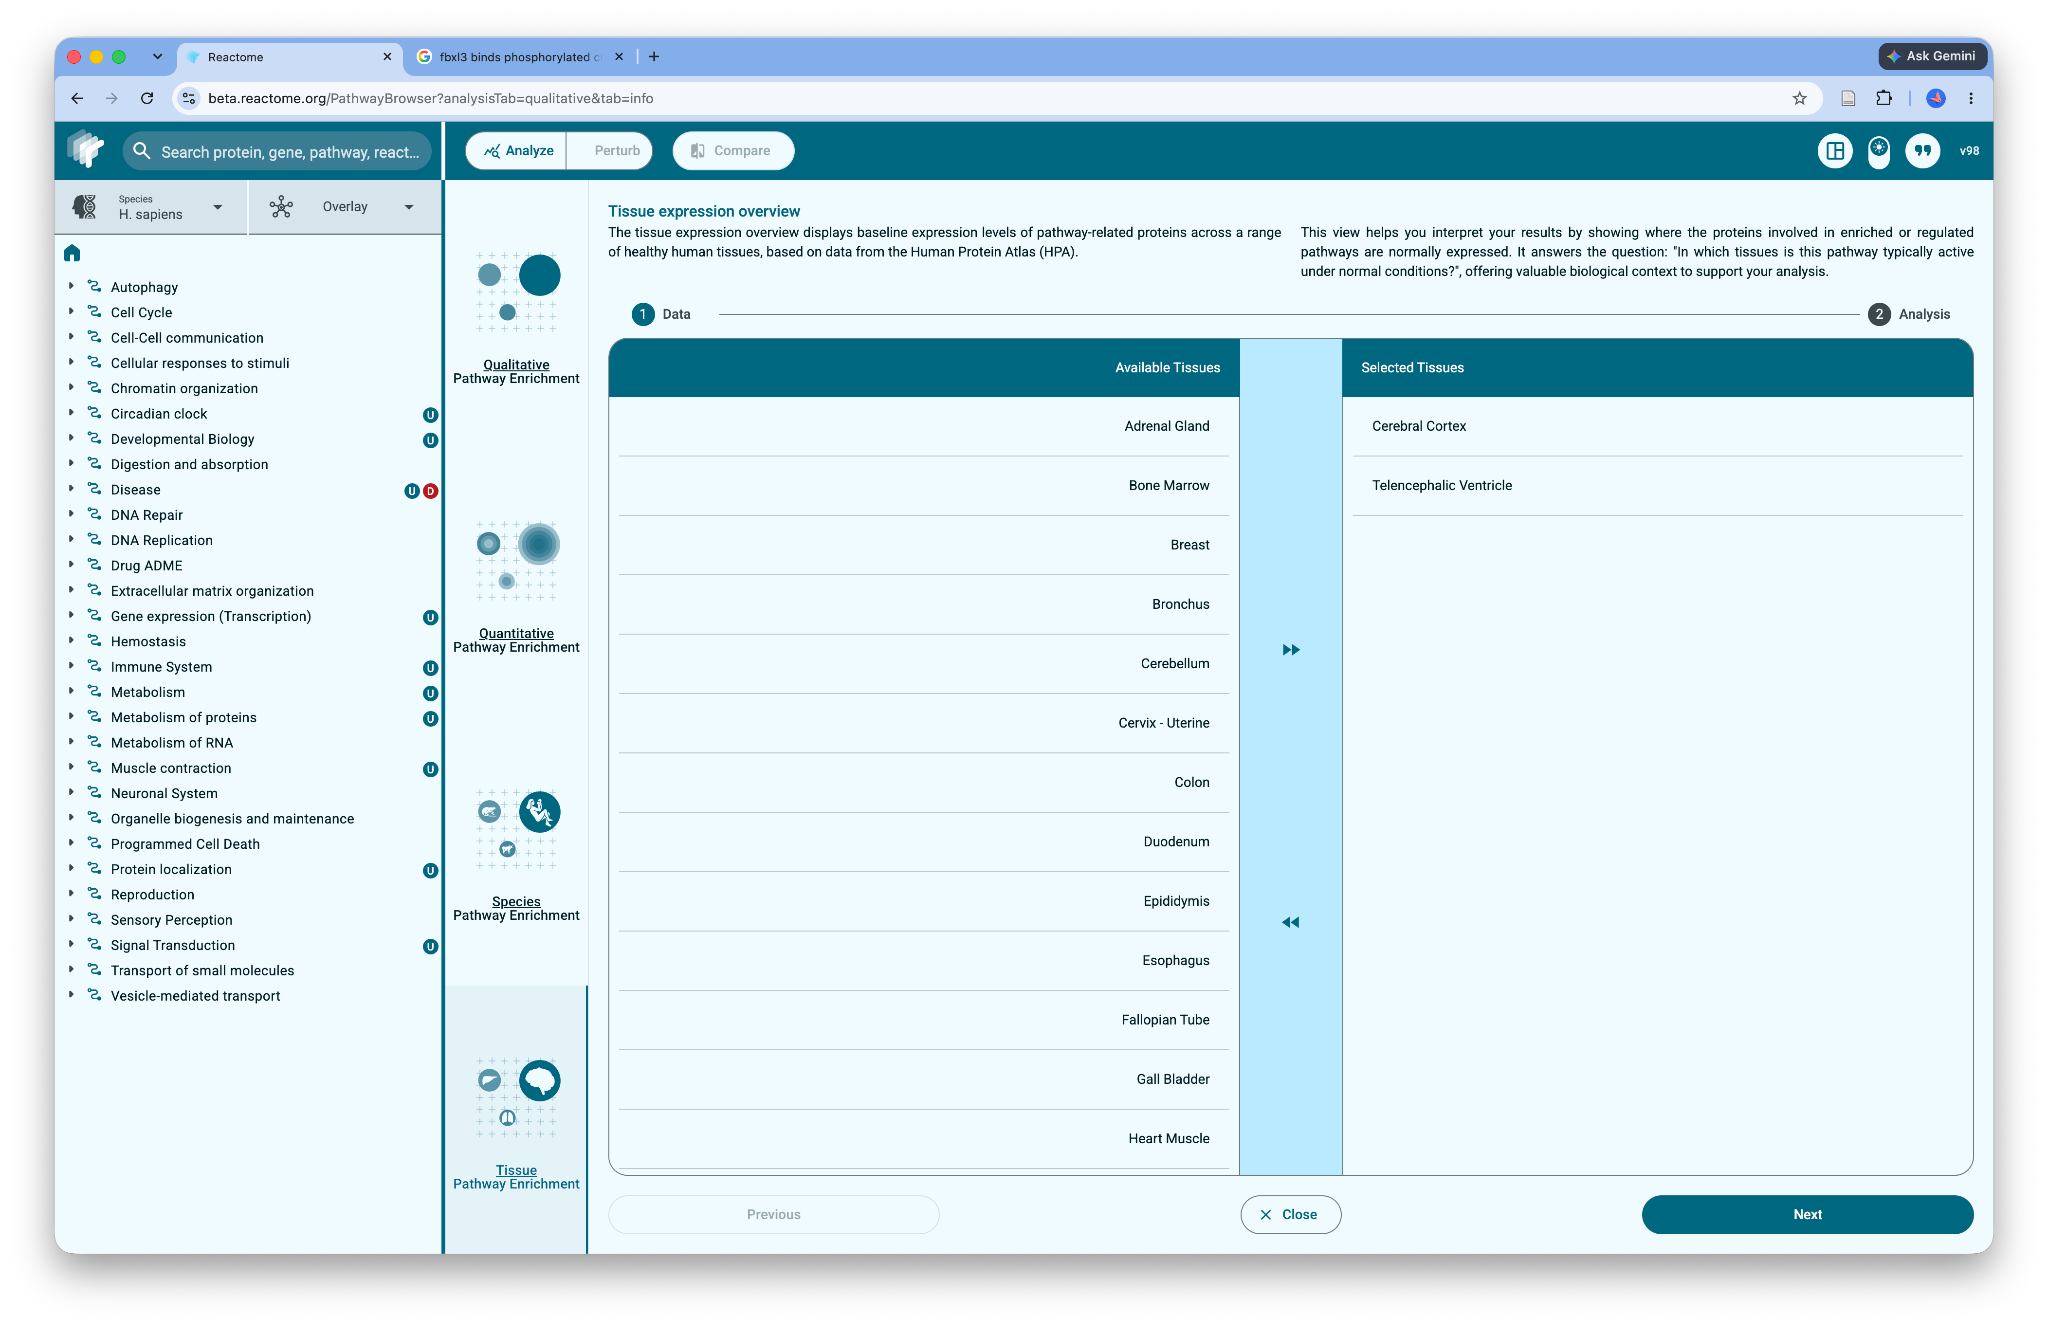 Reactome
fbxl3 binds phosphorylated c
Ask Gemini
beta.reactome.org/PathwayBrowser?analysisTab=qualitative&tab=info
Search protein, gene, pathway, react...
Analyze
Perturb
Compare
v98
Species
H. sapiens
Overlay
Autophagy
Cell Cycle
Cell-Cell communication
Cellular responses to stimuli
Chromatin organization
Circadian clock
U
Developmental Biology
U
Digestion and absorption
Disease
U D
DNA Repair
DNA Replication
Drug ADME
Extracellular matrix organization
Gene expression (Transcription)
U
Hemostasis
Immune System
U
Metabolism
U
Metabolism of proteins
U
Metabolism of RNA
Muscle contraction
U
Neuronal System
Organelle biogenesis and maintenance
Programmed Cell Death
Protein localization
U
Reproduction
Sensory Perception
Signal Transduction
U
Transport of small molecules
Vesicle-mediated transport
Qualitative
Pathway Enrichment
Quantitative
Pathway Enrichment
Species
Pathway Enrichment
Tissue
Pathway Enrichment
Tissue expression overview
The tissue expression overview displays baseline expression levels of pathway-related proteins across a range
of healthy human tissues, based on data from the Human Protein Atlas (HPA).
This view helps you interpret your results by showing where the proteins involved in enriched or regulated
pathways are normally expressed. It answers the question: "In which tissues is this pathway typically active
under normal conditions?", offering valuable biological context to support your analysis.
1 Data
2 Analysis
Available Tissues
Adrenal Gland
Bone Marrow
Breast
Bronchus
Cerebellum
Cervix - Uterine
Colon
Duodenum
Epididymis
Esophagus
Fallopian Tube
Gall Bladder
Heart Muscle
Selected Tissues
Cerebral Cortex
Telencephalic Ventricle
Previous
Close
Next